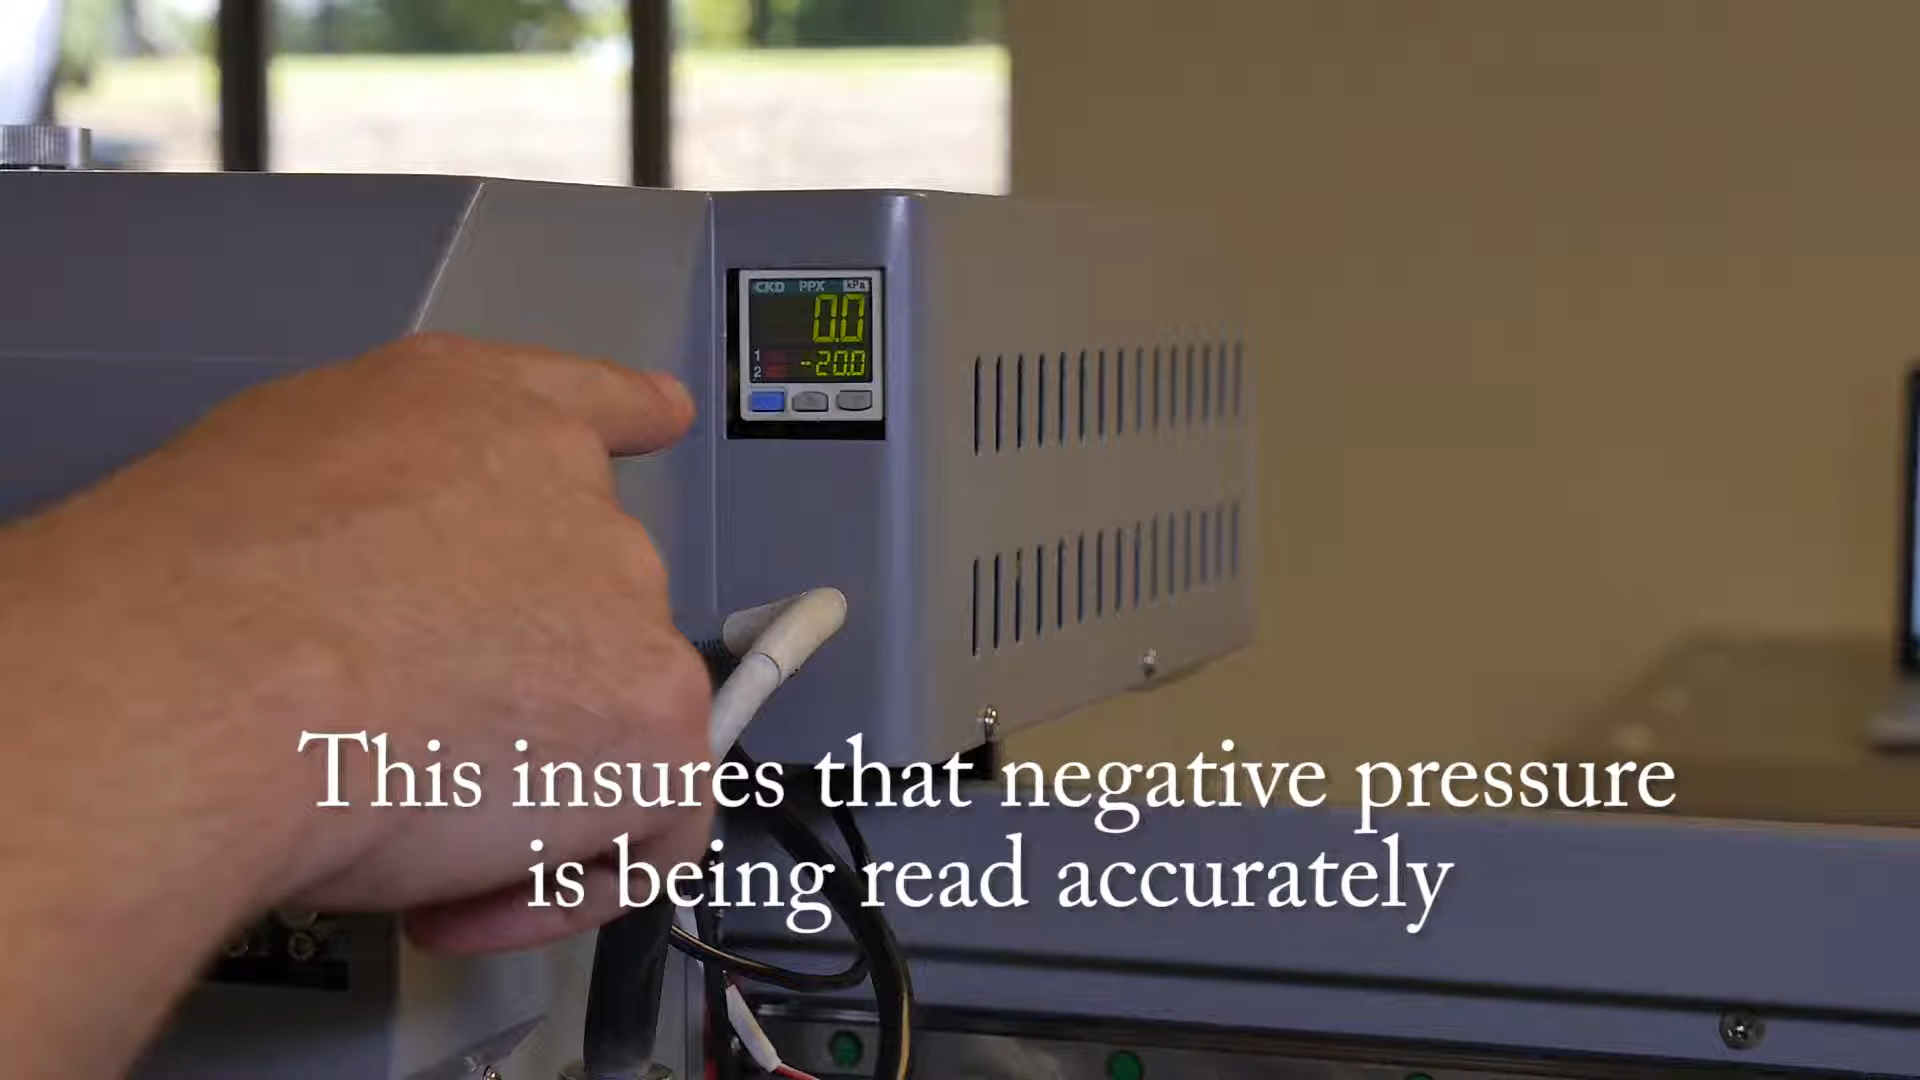 CKD PPX kPa
0.0
1 -20.0
2
This insures that negative pressure
is being read accurately